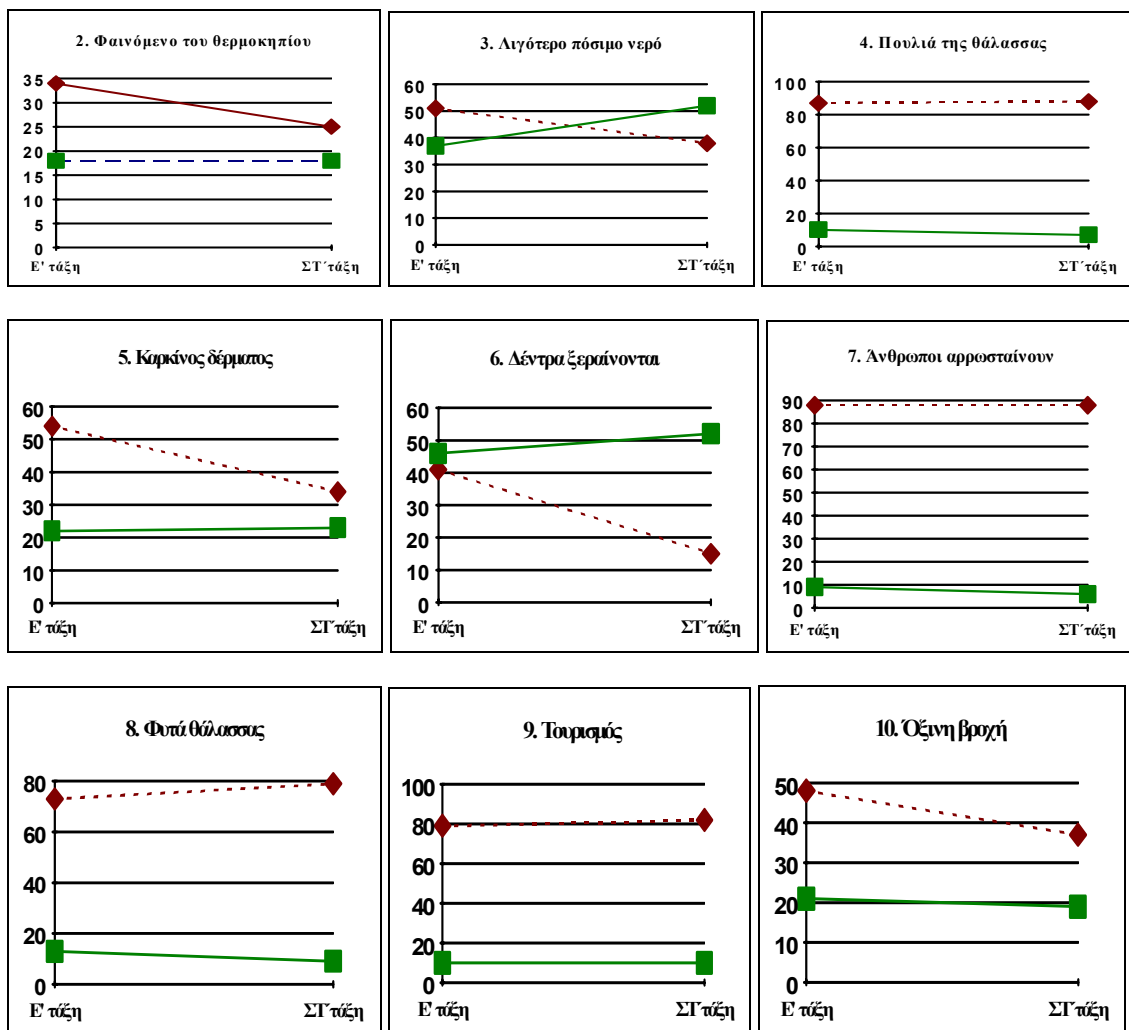 2. Φαινόμενο του θερμοκηπίου
35
30
25
20
15
10
5
0
Ε' τάξη
ΣΤ΄τάξη
3. Λιγότερο πόσιμο νερό
60
50
40
30
20
10
0
Ε' τάξη
ΣΤ΄τάξη
4. Πουλιά της θάλασσας
100
80
60
40
20
0
Ε' τάξη
ΣΤ΄τάξη
5. Καρκίνος δέρματος
60
50
40
30
20
10
0
Ε' τάξη
ΣΤ΄τάξη
6. Δέντρα ξεραίνονται
60
50
40
30
20
10
0
Ε' τάξη
ΣΤ΄τάξη
7. Άνθρωποι αρρωσταίνουν
90
80
70
60
50
40
30
20
10
0
Ε' τάξη
ΣΤ΄τάξη
8. Φυτά θάλασσας
80
60
40
20
0
Ε' τάξη
ΣΤ΄τάξη
9. Τουρισμός
100
80
60
40
20
0
Ε' τάξη
ΣΤ΄τάξη
10. Όξινη βροχή
50
40
30
20
10
0
Ε' τάξη
ΣΤ΄τάξη